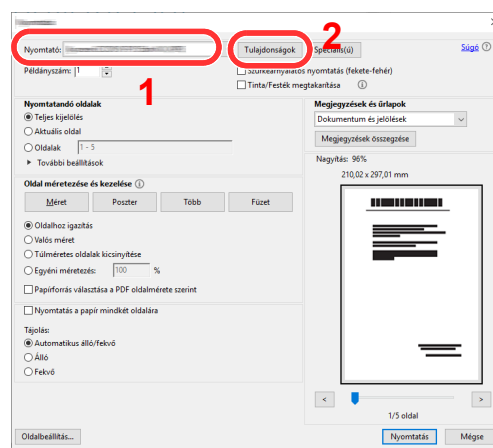 2
Nyomtató: Tulajdonságok Speciális(ú) Súgó
Példányszám: 1 Szürkeárnyalatos nyomtatás (fekete-fehér)
1
Tinta/Festék megtakarítása
Nyomtatandó oldalak
Teljes kijelölés
Aktuális oldal
Oldalak 1 - 5
További beállítások
Oldal méretezése és kezelése
Méret Poszter Több Füzet
Oldalhoz igazítás
Valós méret
Túlméretes oldalak kicsinyítése
Egyéni méretezés: 100 %
Papírforrás választása a PDF oldalmérete szerint
Nyomtatás a papír mindkét oldalára
Tájolás:
Automatikus álló/fekvő
Álló
Fekvő
Megjegyzések és űrlapok
Dokumentum és jelölések
Megjegyzések összegzése
Nagyítás: 96%
210,02 x 297,01 mm
< >
1/5 oldal
Oldalbeállítás... Nyomtatás Mégse